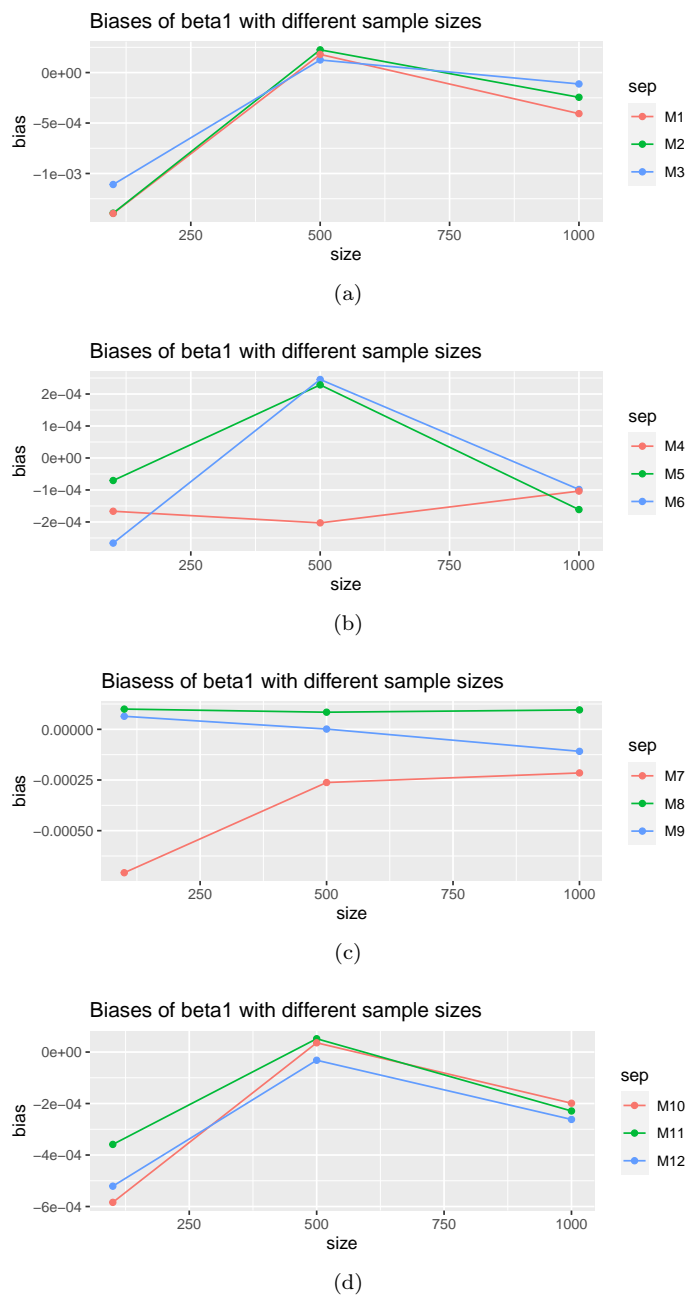 Biases of beta1 with different sample sizes
0e+00
−5e−04
−1e−03
bias
250 500 750 1000
size
sep
M1
M2
M3
(a)
Biases of beta1 with different sample sizes
2e−04
1e−04
0e+00
−1e−04
−2e−04
bias
250 500 750 1000
size
sep
M4
M5
M6
(b)
Biasess of beta1 with different sample sizes
0.00000
−0.00025
−0.00050
bias
250 500 750 1000
size
sep
M7
M8
M9
(c)
Biases of beta1 with different sample sizes
0e+00
−2e−04
−4e−04
−6e−04
bias
250 500 750 1000
size
sep
M10
M11
M12
(d)